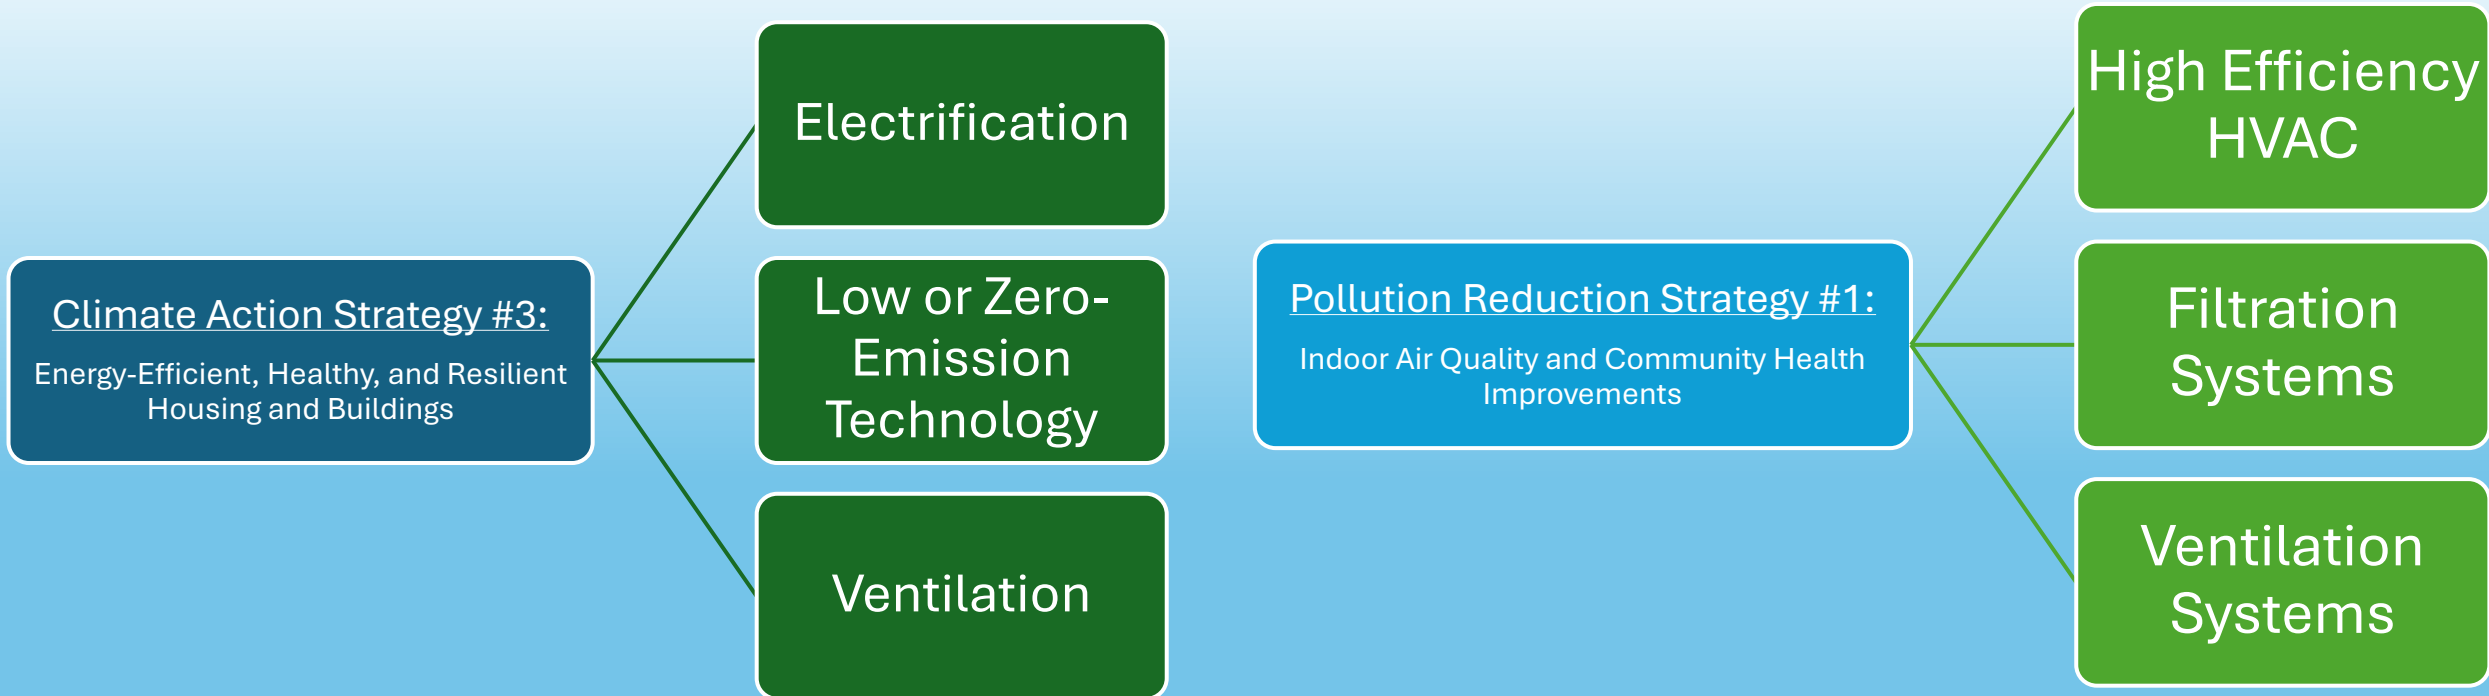 Climate Action Strategy #3:
Energy-Efficient, Healthy, and Resilient
Housing and Buildings
Electrification
Low or Zero-
Emission
Technology
Ventilation
Pollution Reduction Strategy #1:
Indoor Air Quality and Community Health
Improvements
High Efficiency
HVAC
Filtration
Systems
Ventilation
Systems